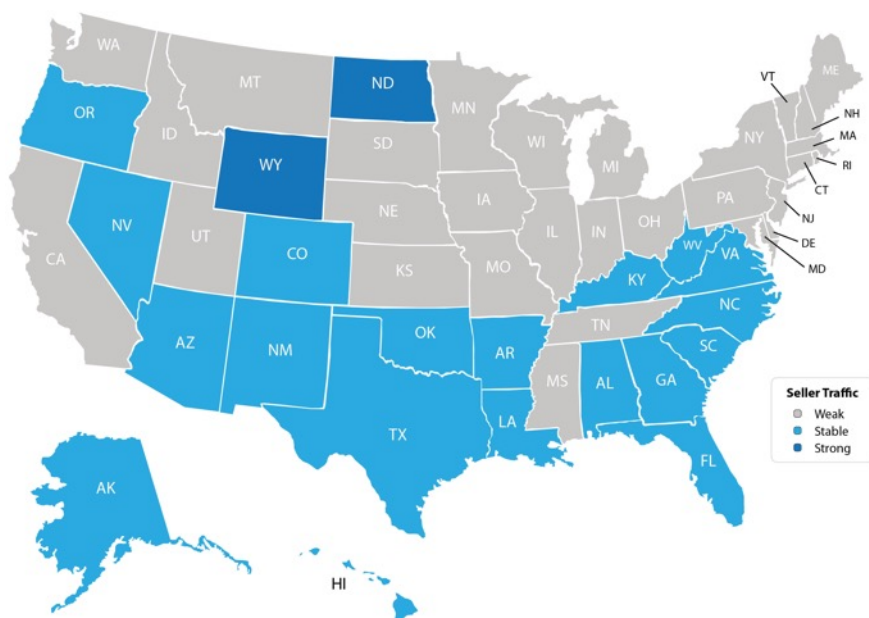 WA
MT
ND
MN
VT
ME
OR
ID
WY
SD
WI
MI
NY
NH
MA
RI
CT
NV
UT
CO
NE
IA
IL
IN
OH
PA
NJ
DE
MD
CA
KS
MO
KY
WV
VA
AZ
NM
OK
AR
TN
NC
SC
TX
LA
MS
AL
GA
FL
AK
HI
Seller Traffic
Weak
Stable
Strong